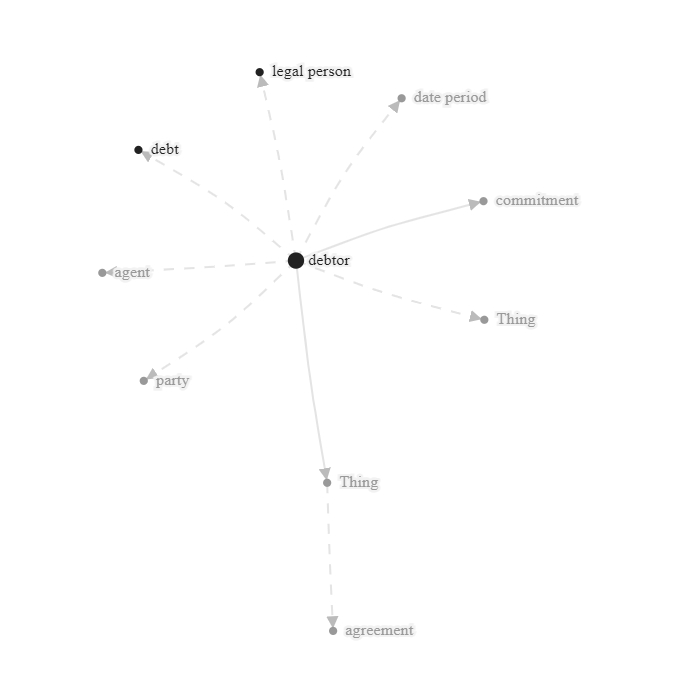 legal person
date period
debt
commitment
debtor
agent
Thing
party
Thing
agreement